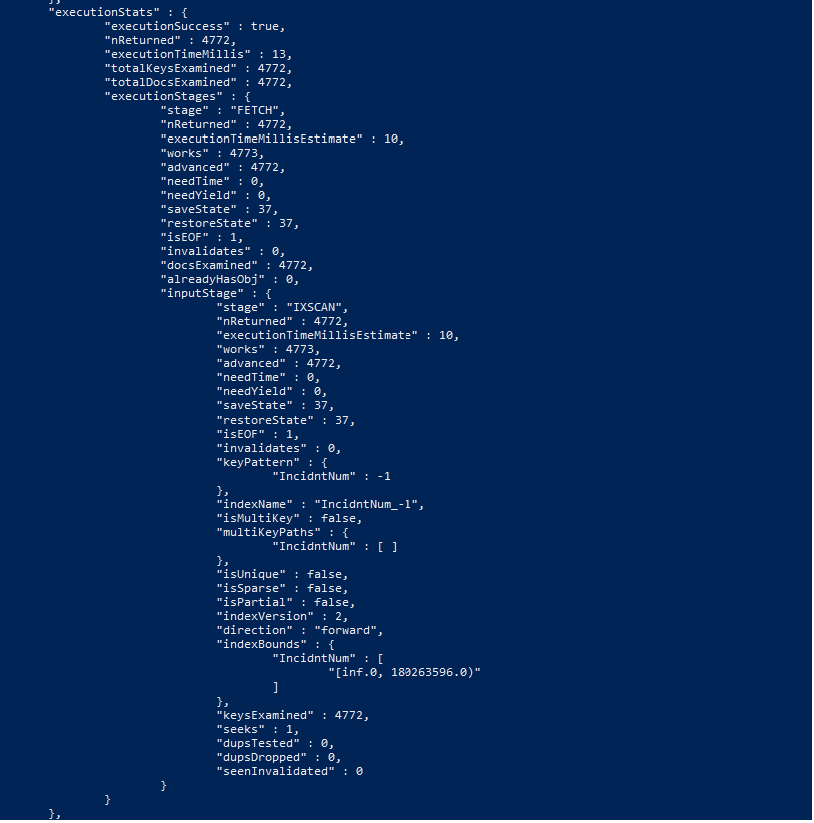 },
"executionStats" : {
"executionSuccess" : true,
"nReturned" : 4772,
"executionTimeMillis" : 13,
"totalKeysExamined" : 4772,
"totalDocsExamined" : 4772,
"executionStages" : {
"stage" : "FETCH",
"nReturned" : 4772,
"executionTimeMillisEstimate" : 10,
"works" : 4773,
"advanced" : 4772,
"needTime" : 0,
"needYield" : 0,
"saveState" : 37,
"restoreState" : 37,
"isEOF" : 1,
"invalidates" : 0,
"docsExamined" : 4772,
"alreadyHasObj" : 0,
"inputStage" : {
"stage" : "IXSCAN",
"nReturned" : 4772,
"executionTimeMillisEstimate" : 10,
"works" : 4773,
"advanced" : 4772,
"needTime" : 0,
"needYield" : 0,
"saveState" : 37,
"restoreState" : 37,
"isEOF" : 1,
"invalidates" : 0,
"keyPattern" : {
"IncidntNum" : -1
},
"indexName" : "IncidntNum_-1",
"isMultiKey" : false,
"multiKeyPaths" : {
"IncidntNum" : [ ]
},
"isUnique" : false,
"isSparse" : false,
"isPartial" : false,
"indexVersion" : 2,
"direction" : "forward",
"indexBounds" : {
"IncidntNum" : [
"[inf.0, 180263596.0)"
]
},
"keysExamined" : 4772,
"seeks" : 1,
"dupsTested" : 0,
"dupsDropped" : 0,
"seenInvalidated" : 0
}
}
},